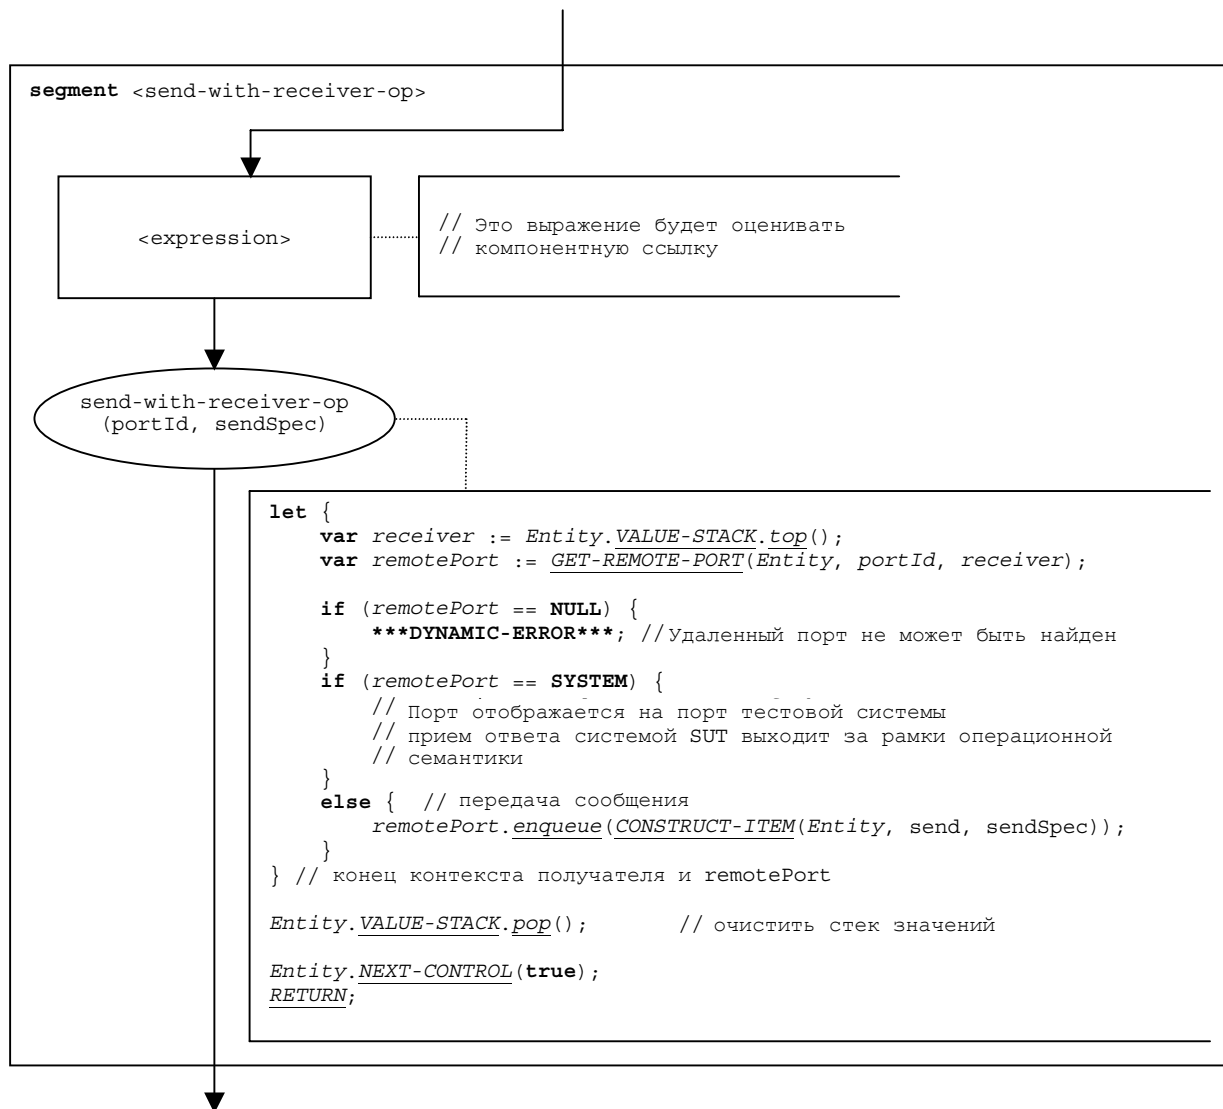 segment <send-with-receiver-op>
<expression>
// Это выражение будет оценивать
// компонентную ссылку
send-with-receiver-op
(portId, sendSpec)
let {
var receiver := Entity.VALUE-STACK.top();
var remotePort := GET-REMOTE-PORT(Entity, portId, receiver);
if (remotePort == NULL) {
***DYNAMIC-ERROR***; //Удаленный порт не может быть найден
}
if (remotePort == SYSTEM) {
// Порт отображается на порт тестовой системы
// прием ответа системой SUT выходит за рамки операционной
// семантики
}
else { // передача сообщения
remotePort.enqueue(CONSTRUCT-ITEM(Entity, send, sendSpec));
}
} // конец контекста получателя и remotePort
Entity.VALUE-STACK.pop(); // очистить стек значений
Entity.NEXT-CONTROL(true);
RETURN;